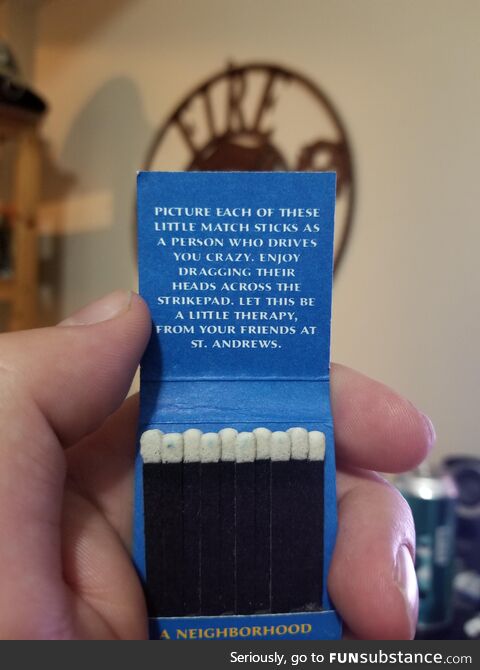 FIRE
PICTURE EACH OF THESE
LITTLE MATCH STICKS AS
A PERSON WHO DRIVES
YOU CRAZY. ENJOY
DRAGGING THEIR
HEADS ACROSS THE
STRIKEPAD. LET THIS BE
A LITTLE THERAPY,
FROM YOUR FRIENDS AT
ST. ANDREWS.
A NEIGHBORHOOD
Seriously, go to FUNsubstance.com